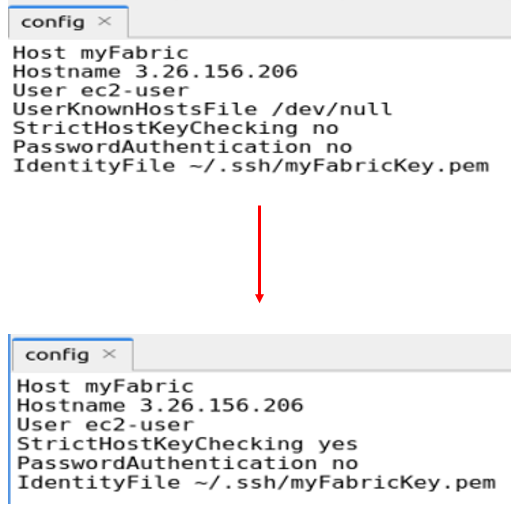 config ×
Host myFabric
Hostname 3.26.156.206
User ec2-user
UserKnownHostsFile /dev/null
StrictHostKeyChecking no
PasswordAuthentication no
IdentityFile ~/.ssh/myFabricKey.pem
config ×
Host myFabric
Hostname 3.26.156.206
User ec2-user
StrictHostKeyChecking yes
PasswordAuthentication no
IdentityFile ~/.ssh/myFabricKey.pem